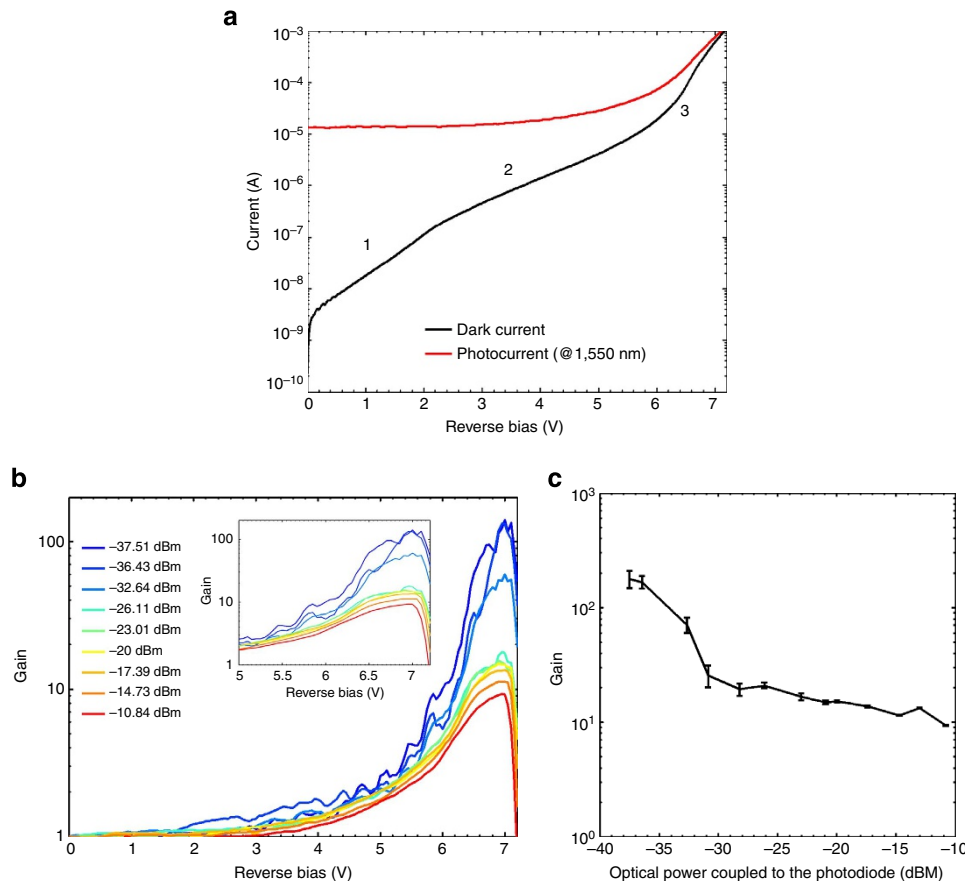 a
10⁻³
10⁻⁴
10⁻⁵
10⁻⁶
10⁻⁷
10⁻⁸
10⁻⁹
10⁻¹⁰
Current (A)
1
2
3
Dark current
Photocurrent (@1,550 nm)
0 1 2 3 4 5 6 7
Reverse bias (V)
b
100
10
1
Gain
–37.51 dBm
–36.43 dBm
–32.64 dBm
–26.11 dBm
–23.01 dBm
–20 dBm
–17.39 dBm
–14.73 dBm
–10.84 dBm
100
10
1
Gain
5 5.5 6 6.5 7
Reverse bias (V)
0 1 2 3 4 5 6 7
Reverse bias (V)
c
10³
10²
10¹
10⁰
Gain
–40 –35 –30 –25 –20 –15 –10
Optical power coupled to the photodiode (dBM)